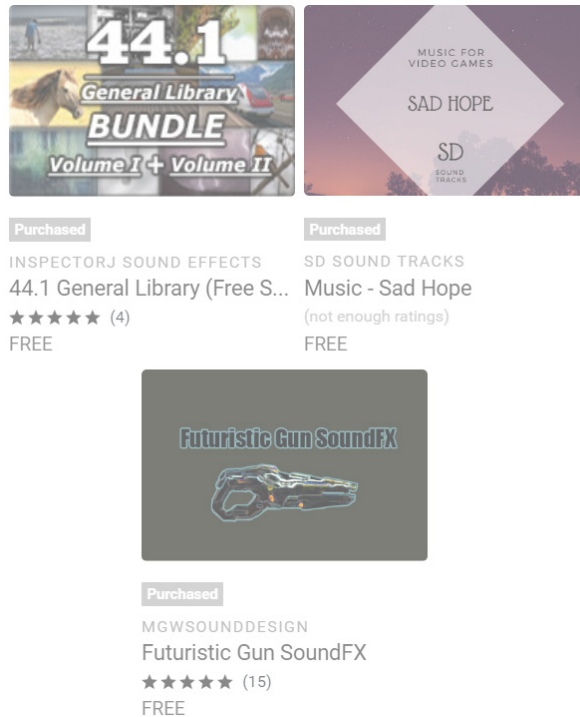 44.1
General Library
BUNDLE
Volume I + Volume II
Purchased
INSPECTORJ SOUND EFFECTS
44.1 General Library (Free S...
(4)
FREE
MUSIC FOR
VIDEO GAMES
SAD HOPE
SD
SOUND
TRACKS
Purchased
SD SOUND TRACKS
Music - Sad Hope
(not enough ratings)
FREE
Futuristic Gun SoundFX
Purchased
MGWSOUNDDESIGN
Futuristic Gun SoundFX
(15)
FREE